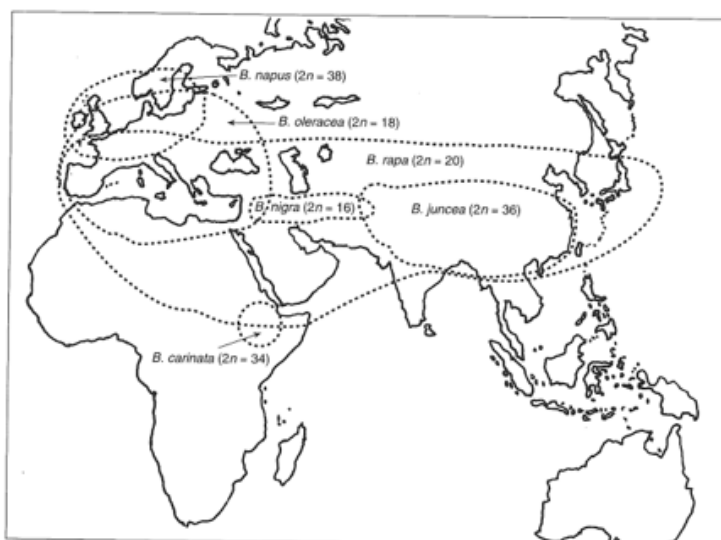 B. napus (2n = 38)
B. oleracea (2n = 18)
B. rapa (2n = 20)
B. nigra (2n = 16)
B. juncea (2n = 36)
B. carinata (2n = 34)